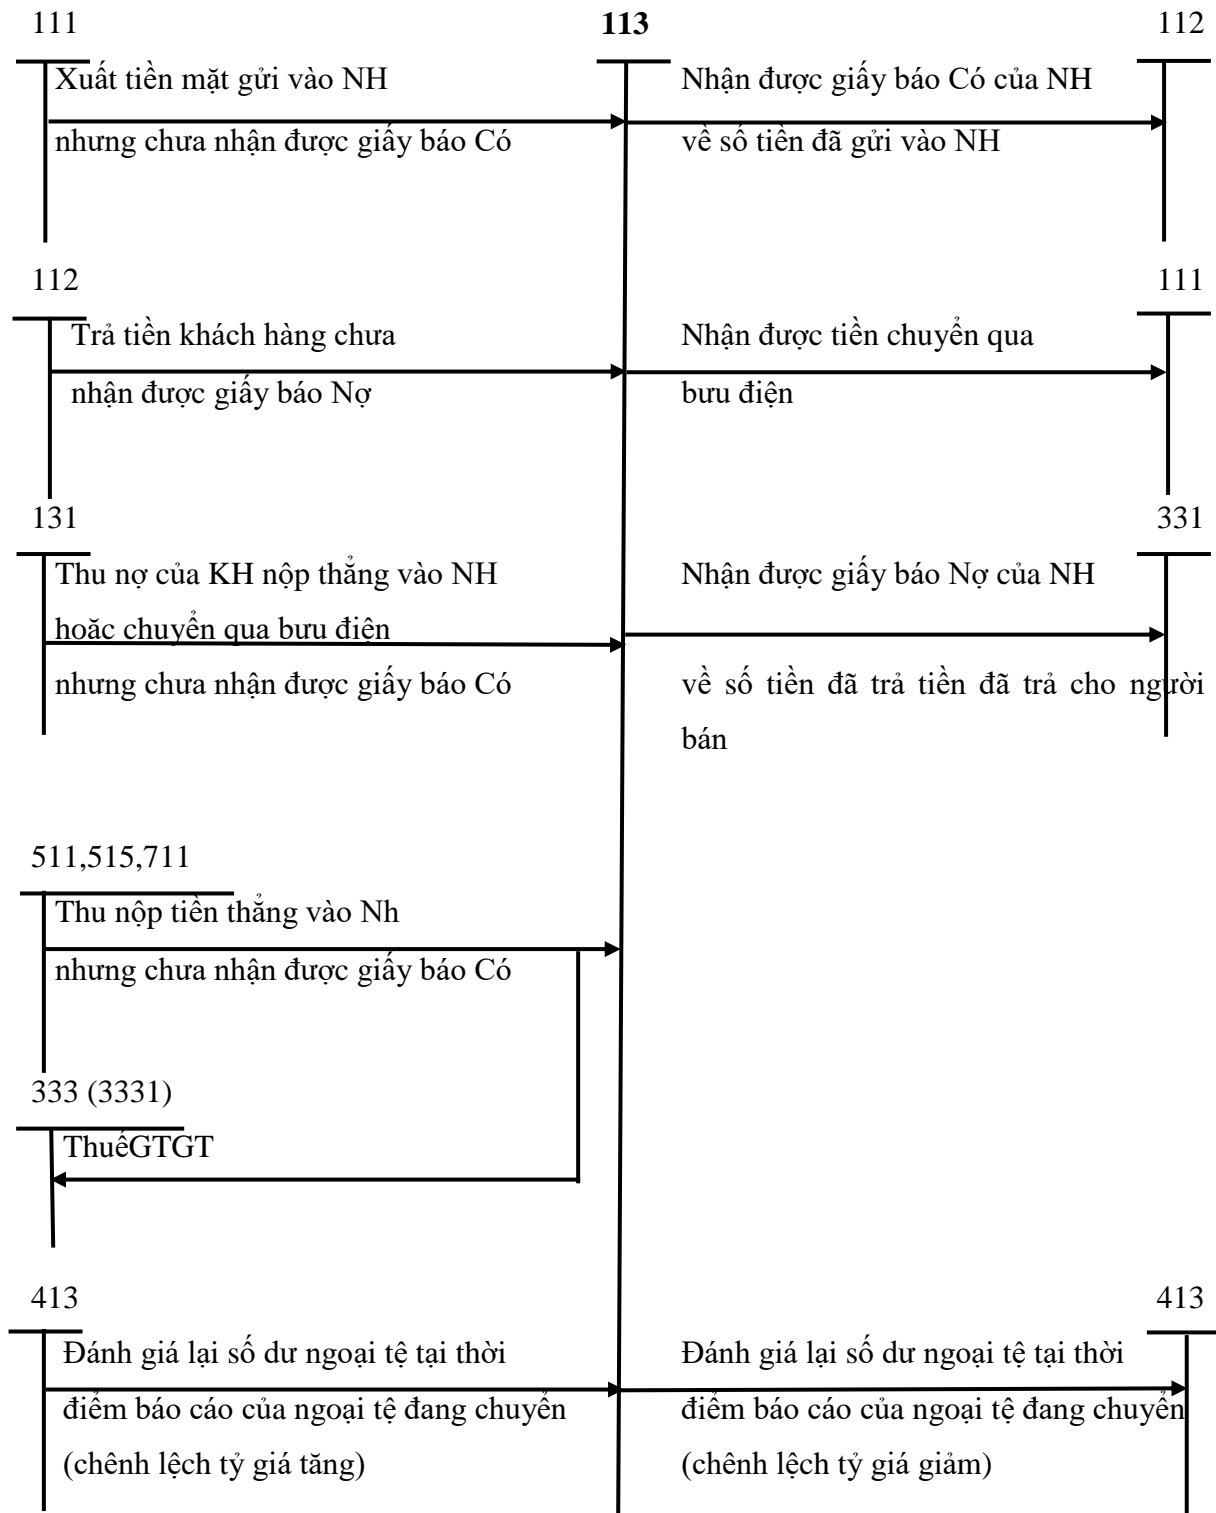 111 113 112
Xuất tiền mặt gửi vào NH Nhận được giấy báo Có của NH
nhưng chưa nhận được giấy báo Có về số tiền đã gửi vào NH
112 111
Trả tiền khách hàng chưa Nhận được tiền chuyển qua
nhận được giấy báo Nợ bưu điện
131 331
Thu nợ của KH nộp thẳng vào NH Nhận được giấy báo Nợ của NH
hoăc chuyển qua bưu điện
nhưng chưa nhận được giấy báo Có về số tiền đã trả tiền đã trả cho người
bán
511,515,711
Thu nộp tiền thẳng vào Nh
nhưng chưa nhận được giấy báo Có
333 (3331)
ThuếGTGT
413 413
Đánh giá lại số dư ngoại tệ tại thời Đánh giá lại số dư ngoại tệ tại thời
điểm báo cáo của ngoại tệ đang chuyển điểm báo cáo của ngoại tệ đang chuyển
(chênh lệch tỷ giá tăng) (chênh lệch tỷ giá giảm)